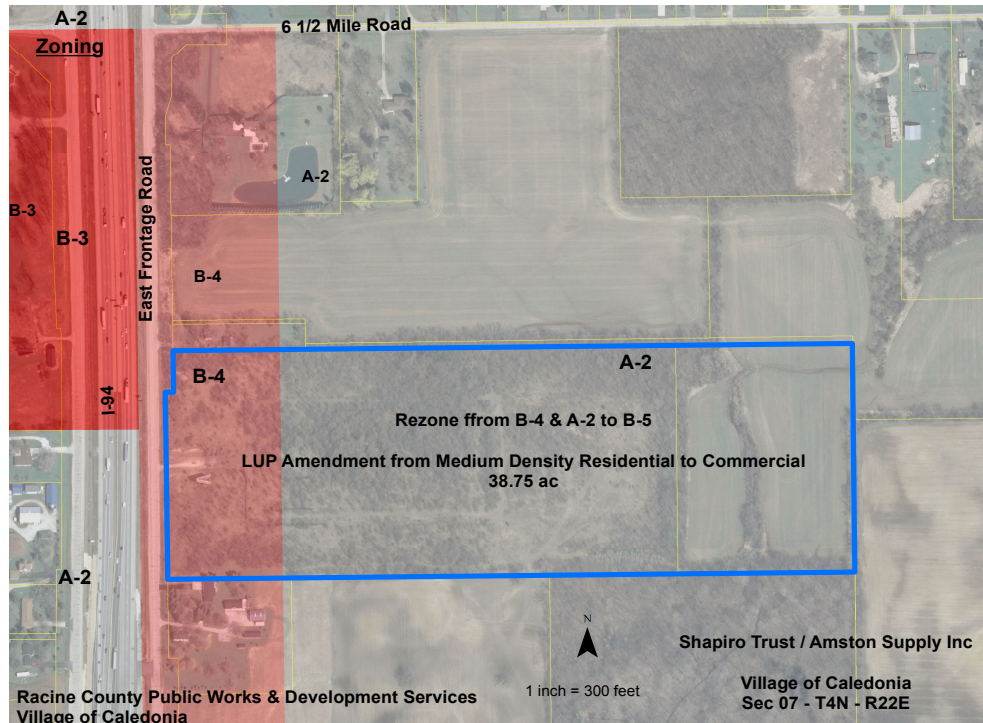 A-2
6 1/2 Mile Road
Zoning
East Frontage Road
A-2
B-3
B-3
B-4
I-94
B-4
A-2
Rezone ffrom B-4 & A-2 to B-5
LUP Amendment from Medium Density Residential to Commercial
38.75 ac
A-2
N
Shapiro Trust / Amston Supply Inc
1 inch = 300 feet
Village of Caledonia
Sec 07 - T4N - R22E
Racine County Public Works & Development Services
Village of Caledonia